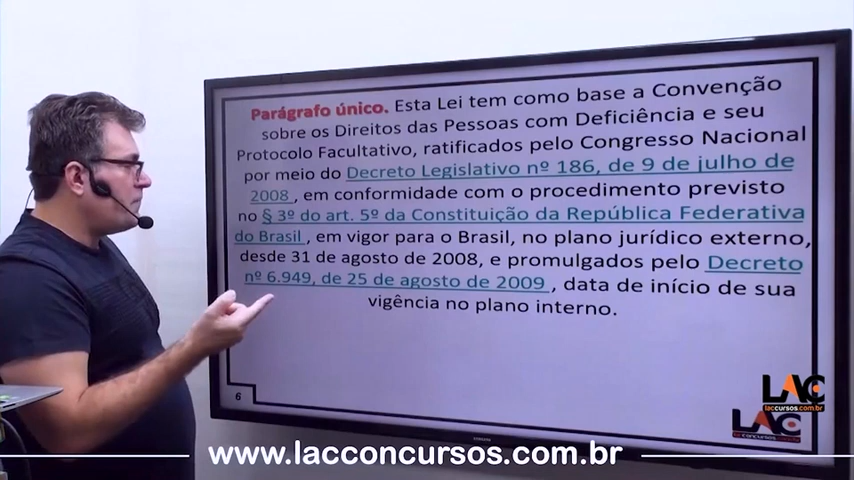 Parágrafo único. Esta Lei tem como base a Convenção
sobre os Direitos das Pessoas com Deficiência e seu
Protocolo Facultativo, ratificados pelo Congresso Nacional
por meio do Decreto Legislativo nº 186, de 9 de julho de
2008 , em conformidade com o procedimento previsto
no § 3º do art. 5º da Constituição da República Federativa
do Brasil , em vigor para o Brasil, no plano jurídico externo,
desde 31 de agosto de 2008, e promulgados pelo Decreto
nº 6.949, de 25 de agosto de 2009 , data de início de sua
vigência no plano interno.
6
LAC
laccursos.com.br
LAC
www.lacconcursos.com.br